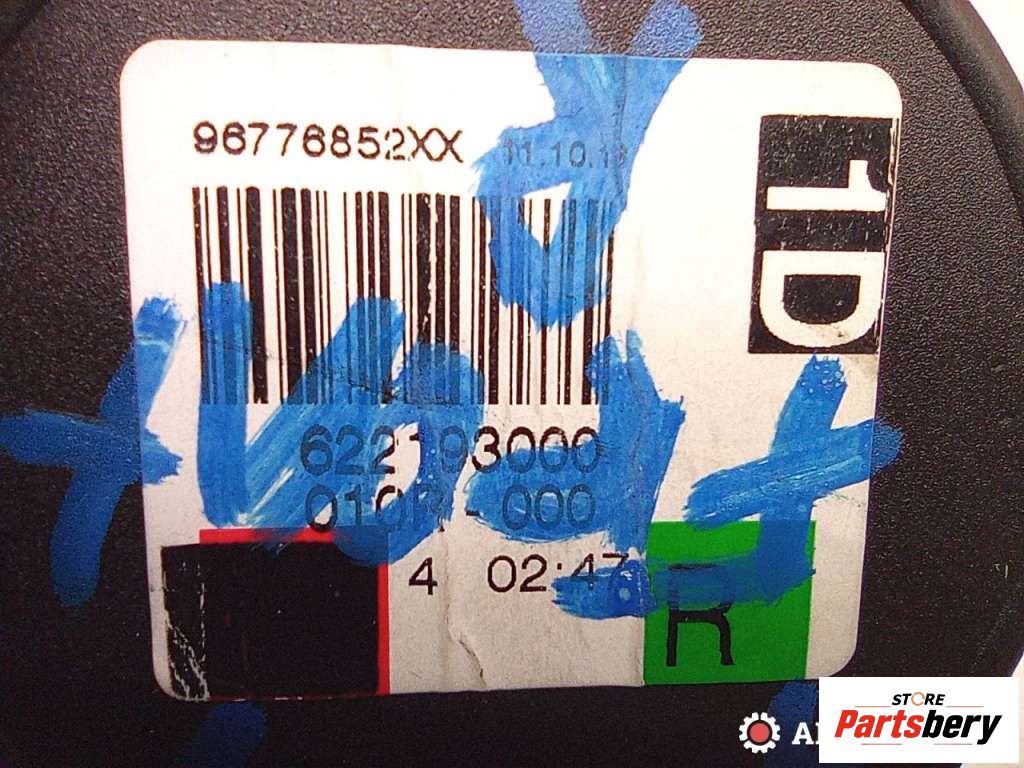 96776852XX
1D
622193000
010R - 000
4 02:47
R
STORE
Partsbery